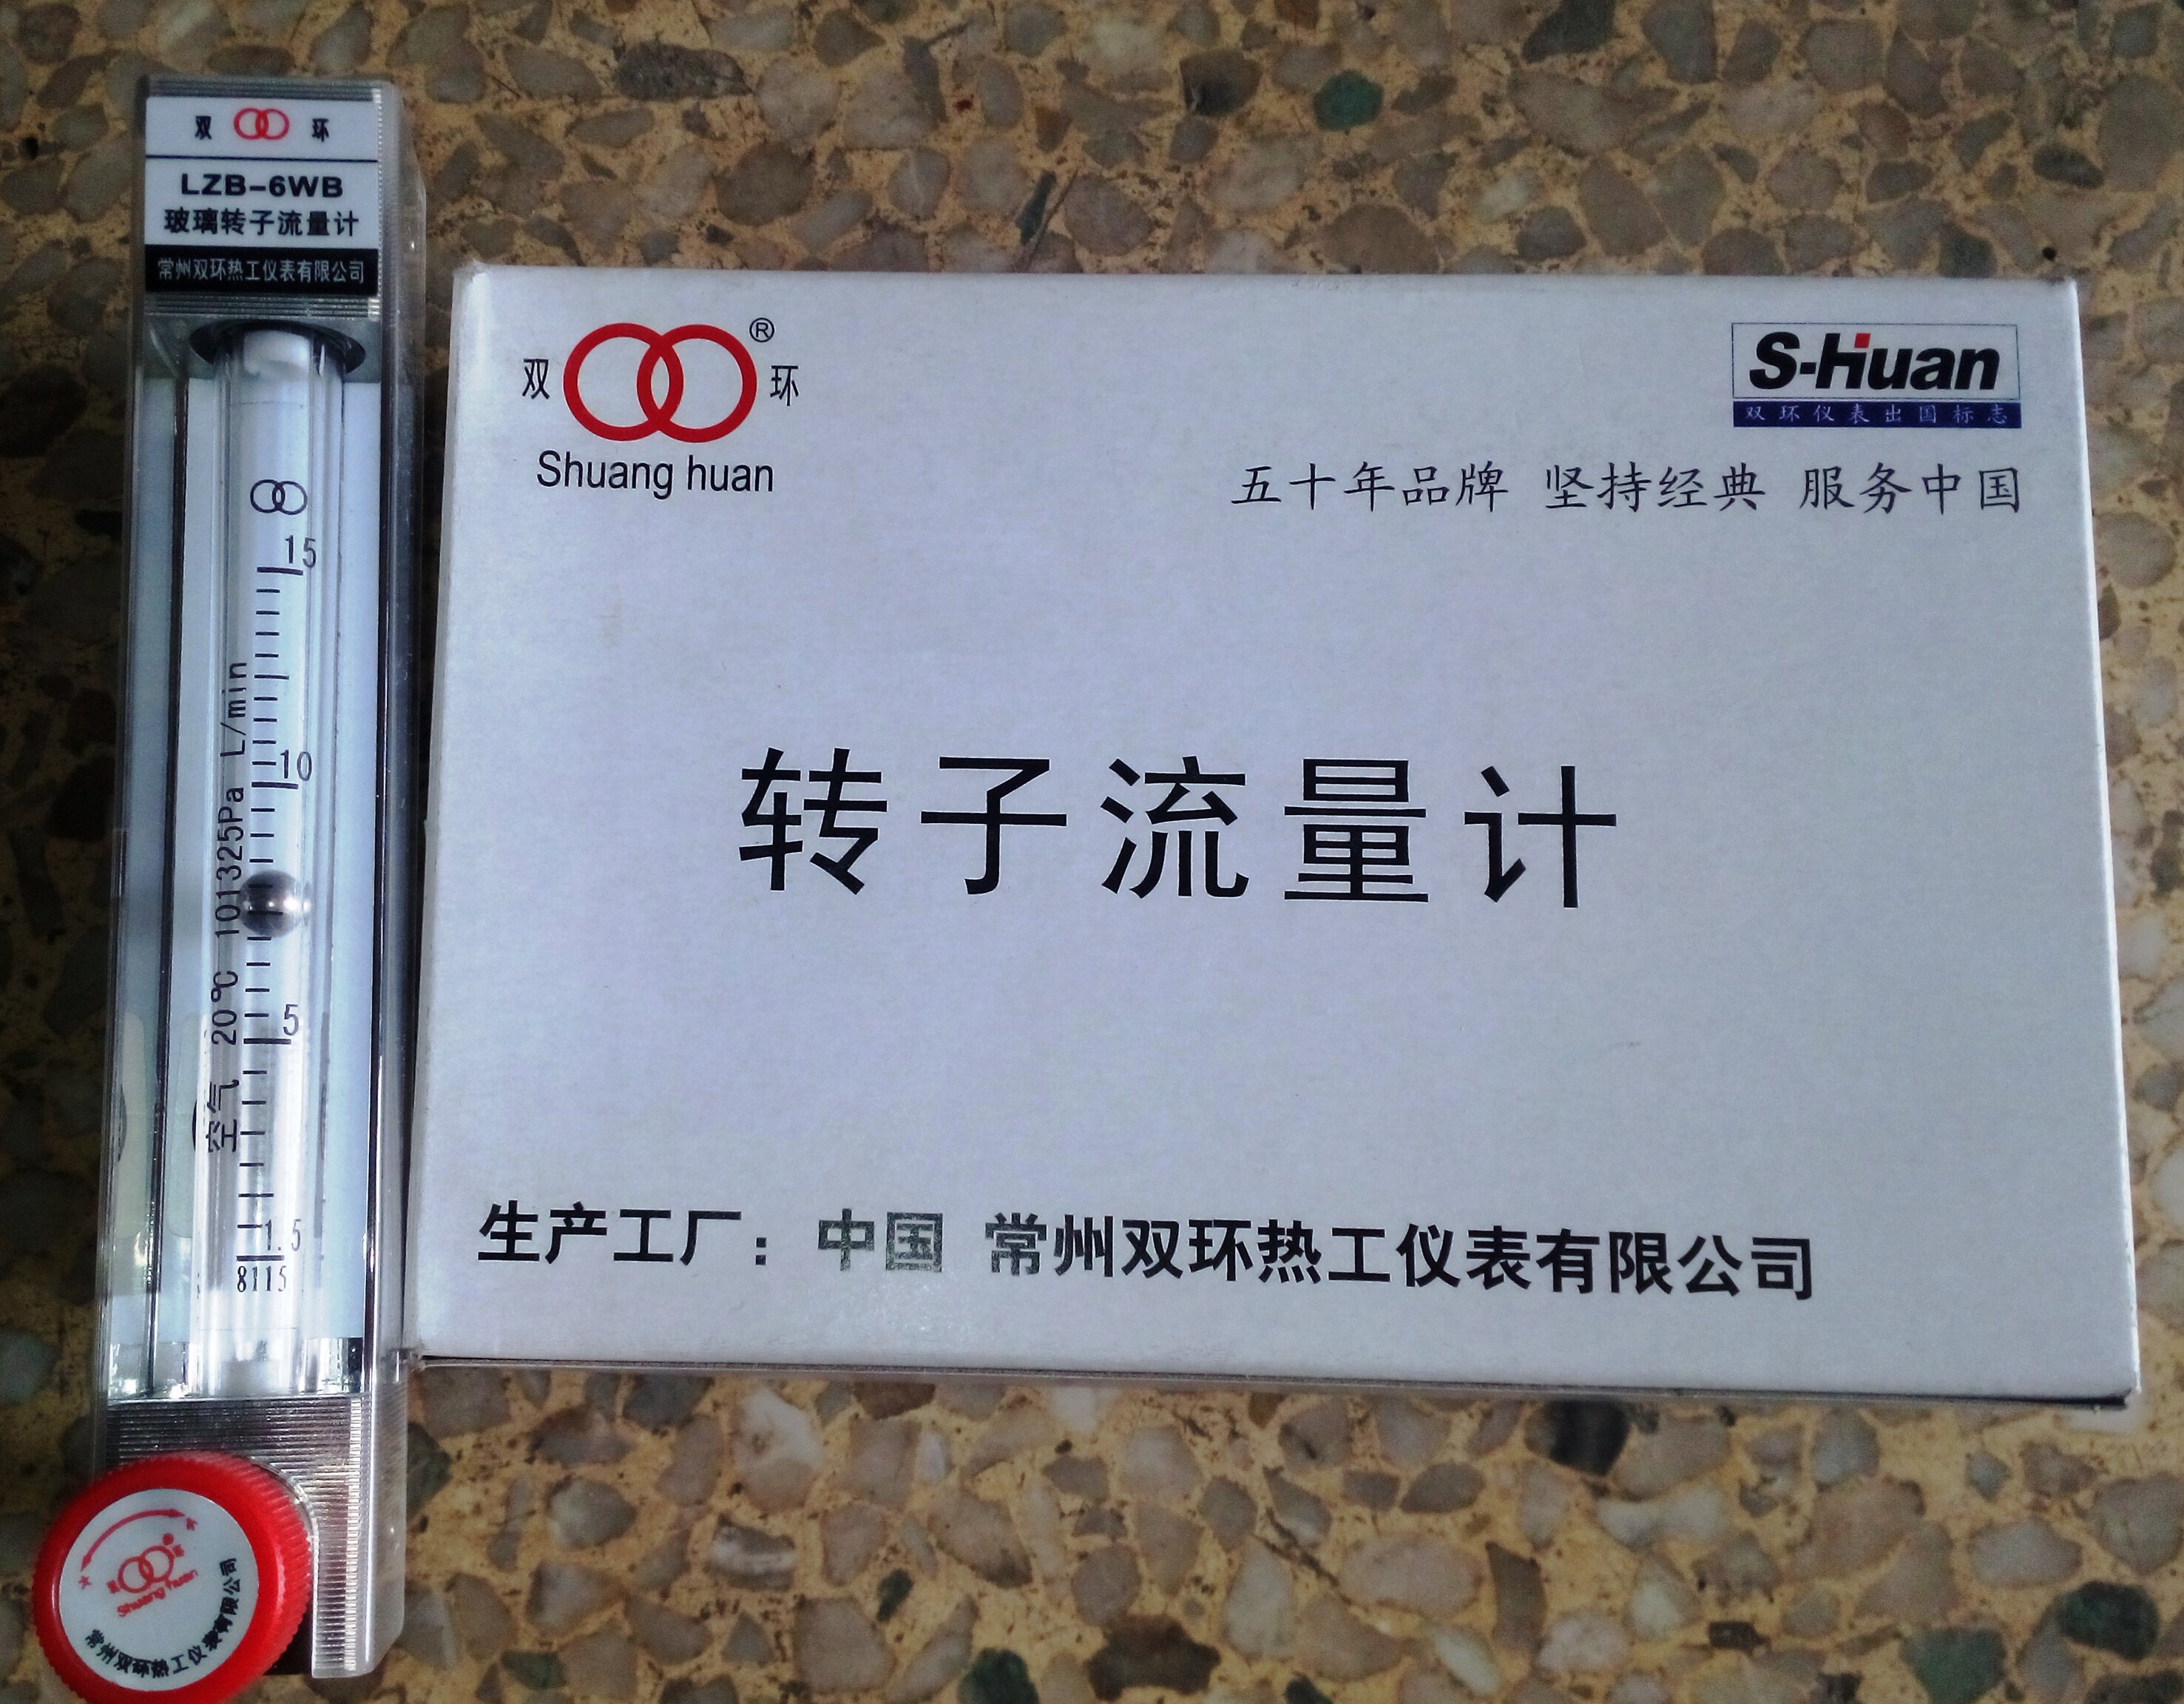 双 环
LZB-6WB
玻璃转子流量计
常州双环热工仪表有限公司
15
10
5
1.5
空气 20℃ 101325Pa L/min
8115
Shuang huan
常州双环热工仪表有限公司
双 环 ®
Shuang huan
S-Huan
双环仪表出国标志
五十年品牌 坚持经典 服务中国
转子流量计
生产工厂：中国 常州双环热工仪表有限公司